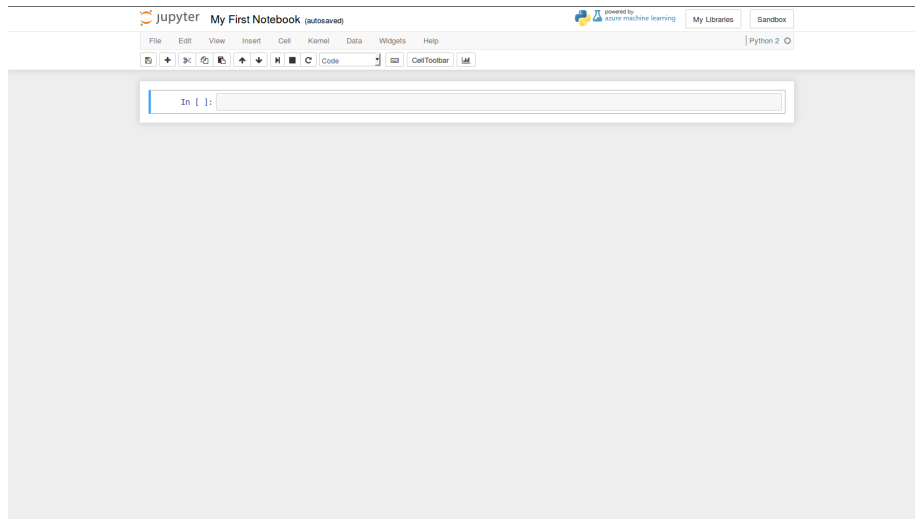 jupyter My First Notebook (autosaved) powered by azure machine learning My Libraries Sandbox
File Edit View Insert Cell Kernel Data Widgets Help Python 2
Code CellToolbar
In [ ]: